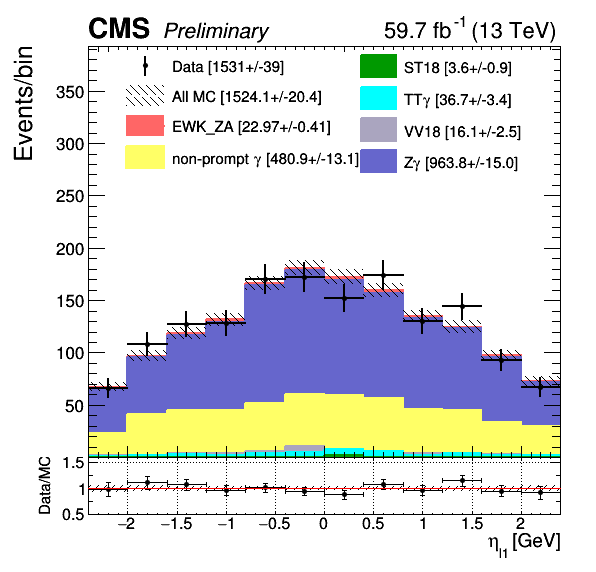 CMS Preliminary 59.7 fb⁻¹ (13 TeV)
Events/bin
Data [1531+/-39]
All MC [1524.1+/-20.4]
EWK_ZA [22.97+/-0.41]
non-prompt γ [480.9+/-13.1]
ST18 [3.6+/-0.9]
TTγ [36.7+/-3.4]
VV18 [16.1+/-2.5]
Zγ [963.8+/-15.0]
350
300
250
200
150
100
50
Data/MC
1.5
1
0.5
−2 −1.5 −1 −0.5 0 0.5 1 1.5 2
η_l1 [GeV]